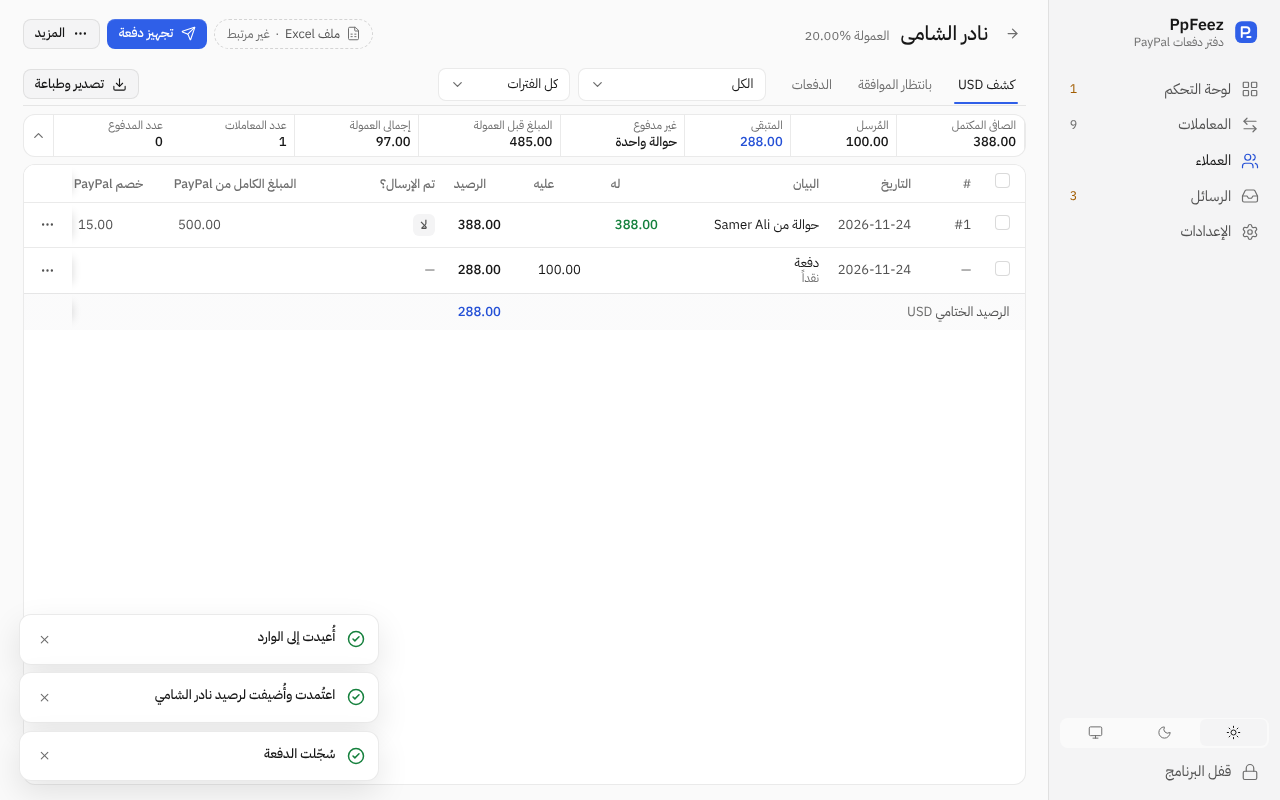 PpFeez
دفتر دفعات PayPal
لوحة التحكم 1
المعاملات 9
العملاء
الرسائل 3
الإعدادات
قفل البرنامج
نادر الشامي العمولة 20.00%
ملف Excel · غير مرتبط
تجهيز دفعة
المزيد
كشف USD
بانتظار الموافقة
الدفعات
الكل
كل الفترات
تصدير وطباعة
الصافي المكتمل
388.00
المُرسل
100.00
المتبقي
288.00
غير مدفوع
حوالة واحدة
المبلغ قبل العمولة
485.00
إجمالي العمولة
97.00
عدد المعاملات
1
عدد المدفوع
0
# التاريخ البيان له عليه الرصيد تم الإرسال؟ المبلغ الكامل من PayPal خصم PayPal
#1 2026-11-24 حوالة من Samer Ali 388.00 388.00 لا 500.00 15.00
— 2026-11-24 دفعة 100.00 288.00 —
نقداً
الرصيد الختامي USD 288.00
أُعيدت إلى الوارد
اعتُمدت وأُضيفت لرصيد نادر الشامي
سُجّلت الدفعة